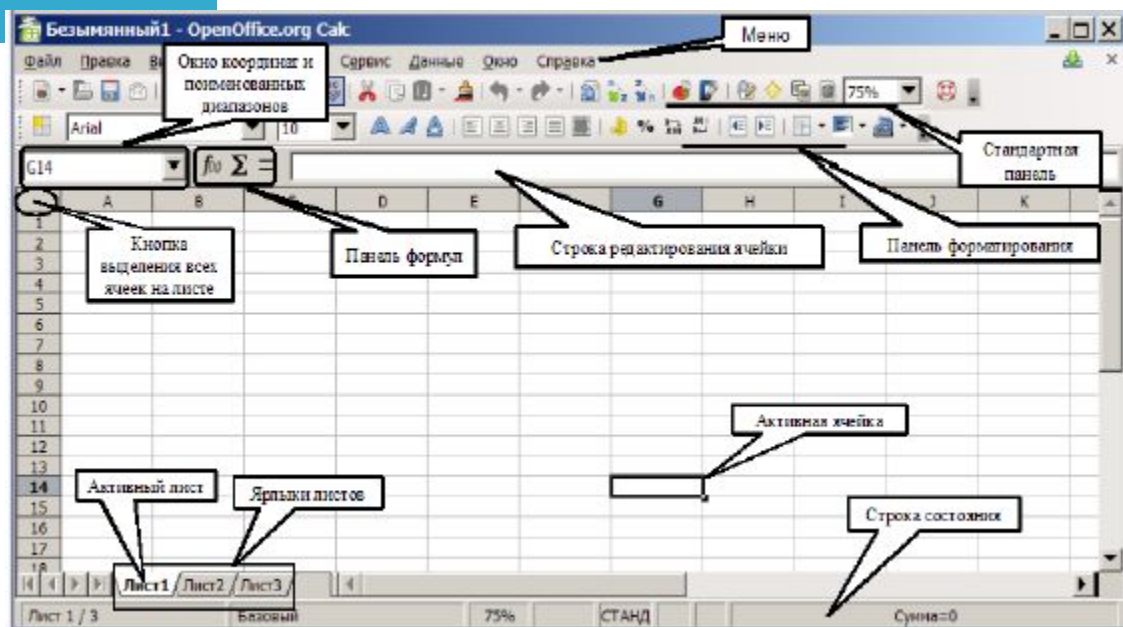 Безымянный1 - OpenOffice.org Calc
Меню
Файл Правка Сервис Данные Окно Справка
Окно координат и
поименованных
диапазонов
75%
Arial 10
Стандартная
панель
G14 f(x) Σ =
A B D E G H I J K
1
2
3
4
5
6
7
8
9
10
11
12
13
14
15
16
17
18
Кнопка
выделения всех
ячеек на листе
Панель формул
Строка редактирования ячейки
Панель форматирования
Активная ячейка
Активный лист
Ярлыки листов
Строка состояния
Лист1 Лист2 Лист3
Лист 1 / 3 Базовый 75% СТАНД Сумма=0